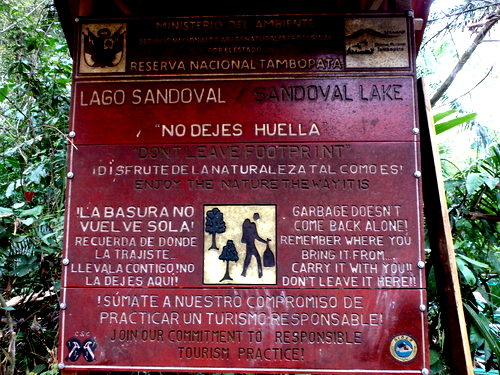 MINISTERIO DEL AMBIENTE
POR EL ESTADO
RESERVA NACIONAL TAMBOPATA
LAGO SANDOVAL / SANDOVAL LAKE
"NO DEJES HUELLA"
"DON'T LEAVE FOOTPRINT"
¡DISFRUTE DE LA NATURALEZA TAL COMO ES!
ENJOY THE NATURE THE WAY IT IS
!LA BASURA NO
VUELVE SOLA!
RECUERDA DE DONDE
LA TRAJISTE...
LLEVALA CONTIGO!NO
LA DEJES AQUI!
GARBAGE DOESN'T
COME BACK ALONE!
REMEMBER WHERE YOU
BRING IT FROM...
CARRY IT WITH YOU!!
DON'T LEAVE IT HERE!!
!SÚMATE A NUESTRO COMPROMISO DE
PRACTICAR UN TURISMO RESPONSABLE!
JOIN OUR COMMITMENT TO RESPONSIBLE
TOURISM PRACTICE!